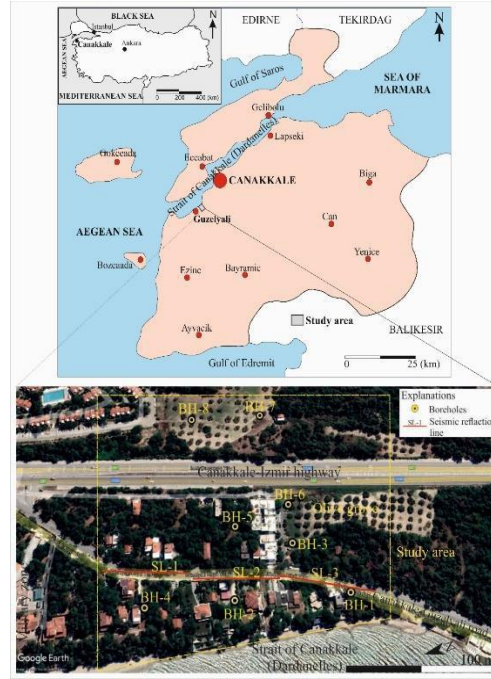 BLACK SEA
Istanbul
Canakkale
Ankara
AEGEAN SEA
MEDITERRANEAN SEA
0 200 400 (km)
N
EDIRNE
TEKIRDAG
N
Gulf of Saros
SEA OF
MARMARA
Gelibolu
Lapseki
Strait of Canakkale (Dardanelles)
Gokceada
Eceabat
CANAKKALE
Biga
Guzelyali
Can
AEGEAN SEA
Bozcaada
Yenice
Ezine
Bayramic
Study area
Ayvacik
BALIKESIR
Gulf of Edremit
0 25 (km)
Explanations
Boreholes
SL-1 Seismic reflection
line
BH-8
BH-7
Canakkale-Izmir highway
BH-6
BH-5
BH-3
Study area
SL-1
SL-2
SL-3
BH-4
BH-2
BH-1
Strait of Canakkale
(Dardanelles)
Google Earth